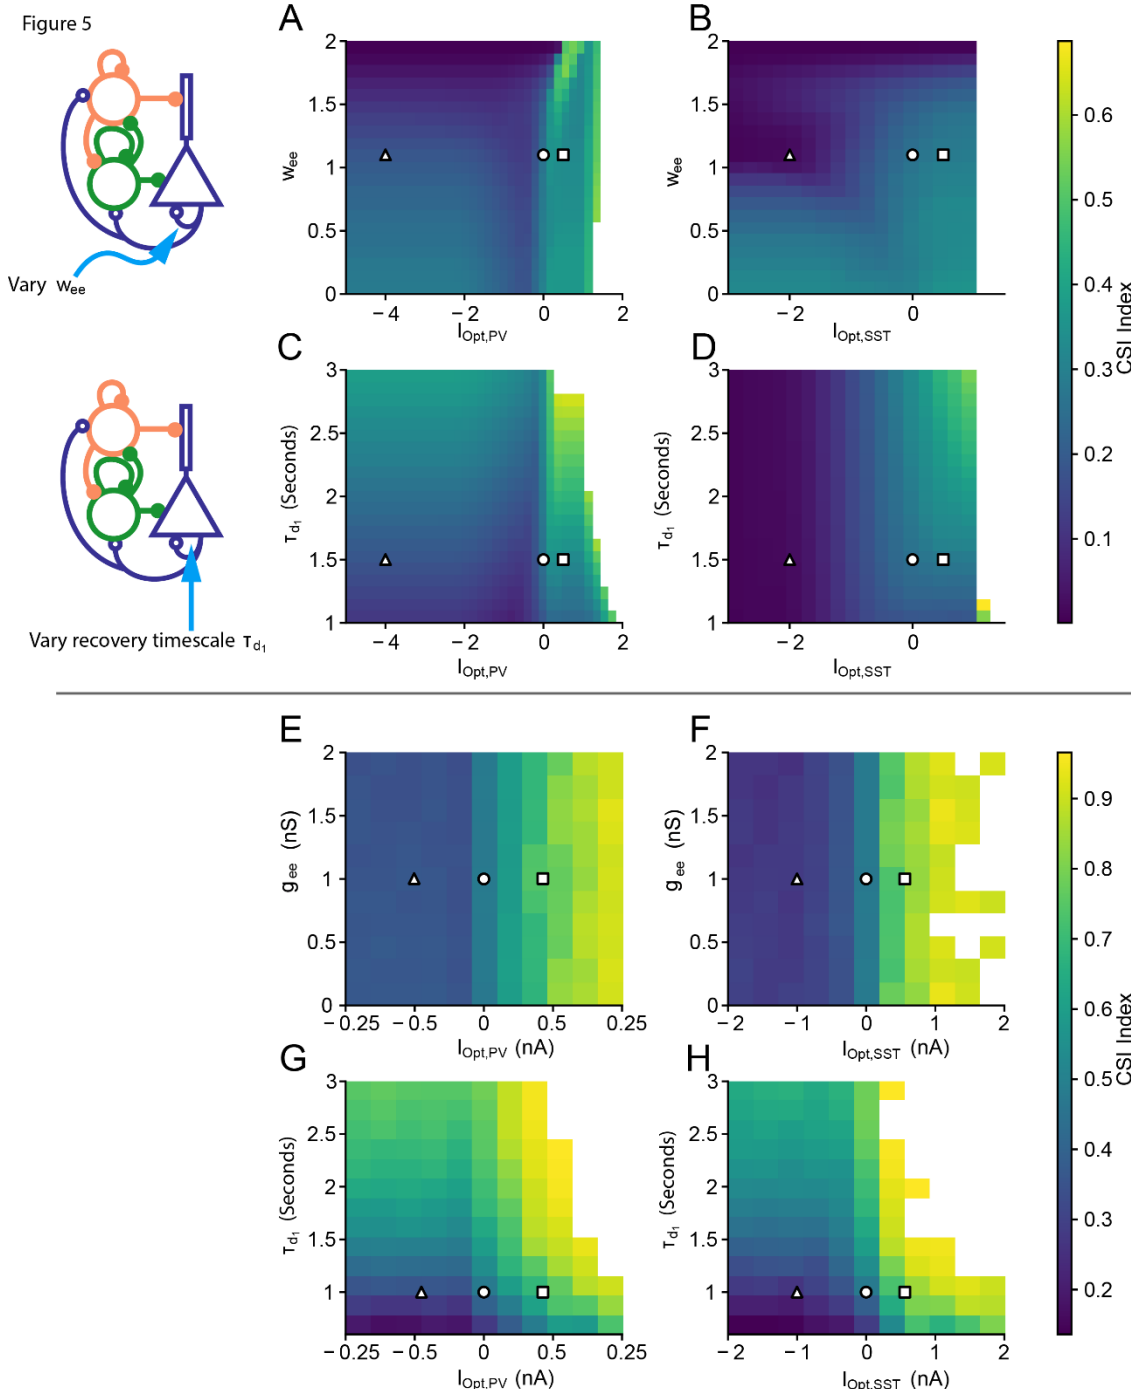 Figure 5
Vary wee
Vary recovery timescale τd1
A
wee
2
1.5
1
0.5
0
−4
−2
0
2
IOpt,PV
B
wee
2
1.5
1
0.5
0
−2
0
IOpt,SST
C
τd1 (Seconds)
3
2.5
2
1.5
1
−4
−2
0
2
IOpt,PV
D
τd1 (Seconds)
3
2.5
2
1.5
1
−2
0
IOpt,SST
0.6
0.5
0.4
0.3
0.2
0.1
CSI Index
E
gee (nS)
2
1.5
1
0.5
0
−0.25
−0.5
0
0.5
0.25
IOpt,PV (nA)
F
gee (nS)
2
1.5
1
0.5
0
−2
−1
0
1
2
IOpt,SST (nA)
G
τd1 (Seconds)
3
2.5
2
1.5
1
−0.25
−0.5
0
0.5
0.25
IOpt,PV (nA)
H
τd1 (Seconds)
3
2.5
2
1.5
1
−2
−1
0
1
2
IOpt,SST (nA)
0.9
0.8
0.7
0.6
0.5
0.4
0.3
0.2
CSI Index